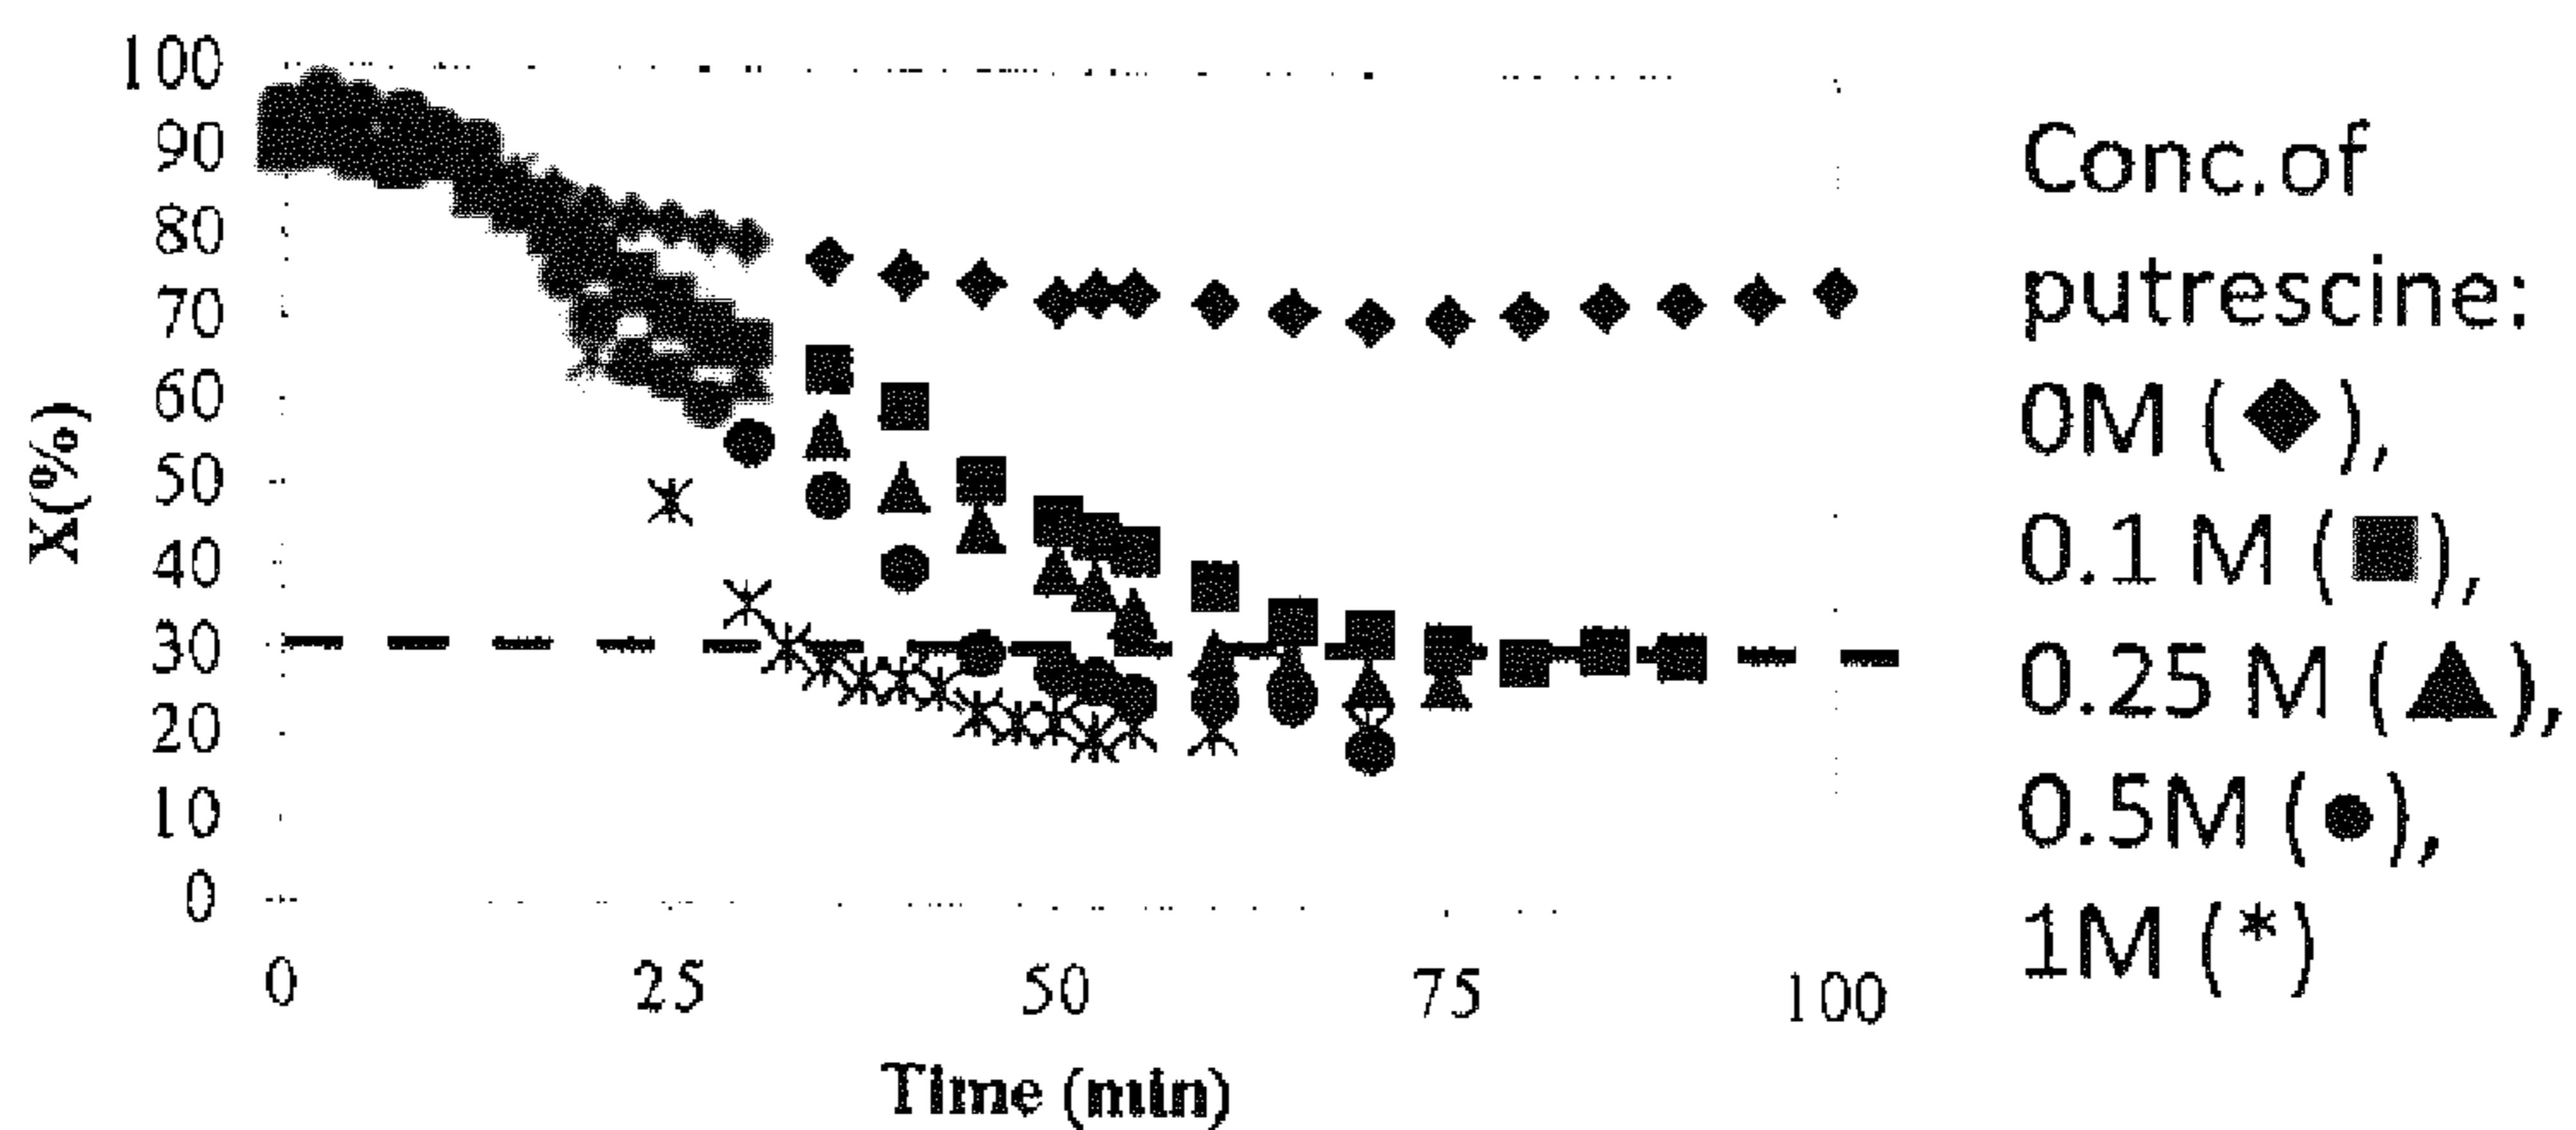 100
90
80
70
60
50
40
30
20
10
0
X(%)
0 25 50 75 100
Time (min)
Conc.of
putrescine:
0M (◆),
0.1 M (■),
0.25 M (▲),
0.5M (●),
1M (*)